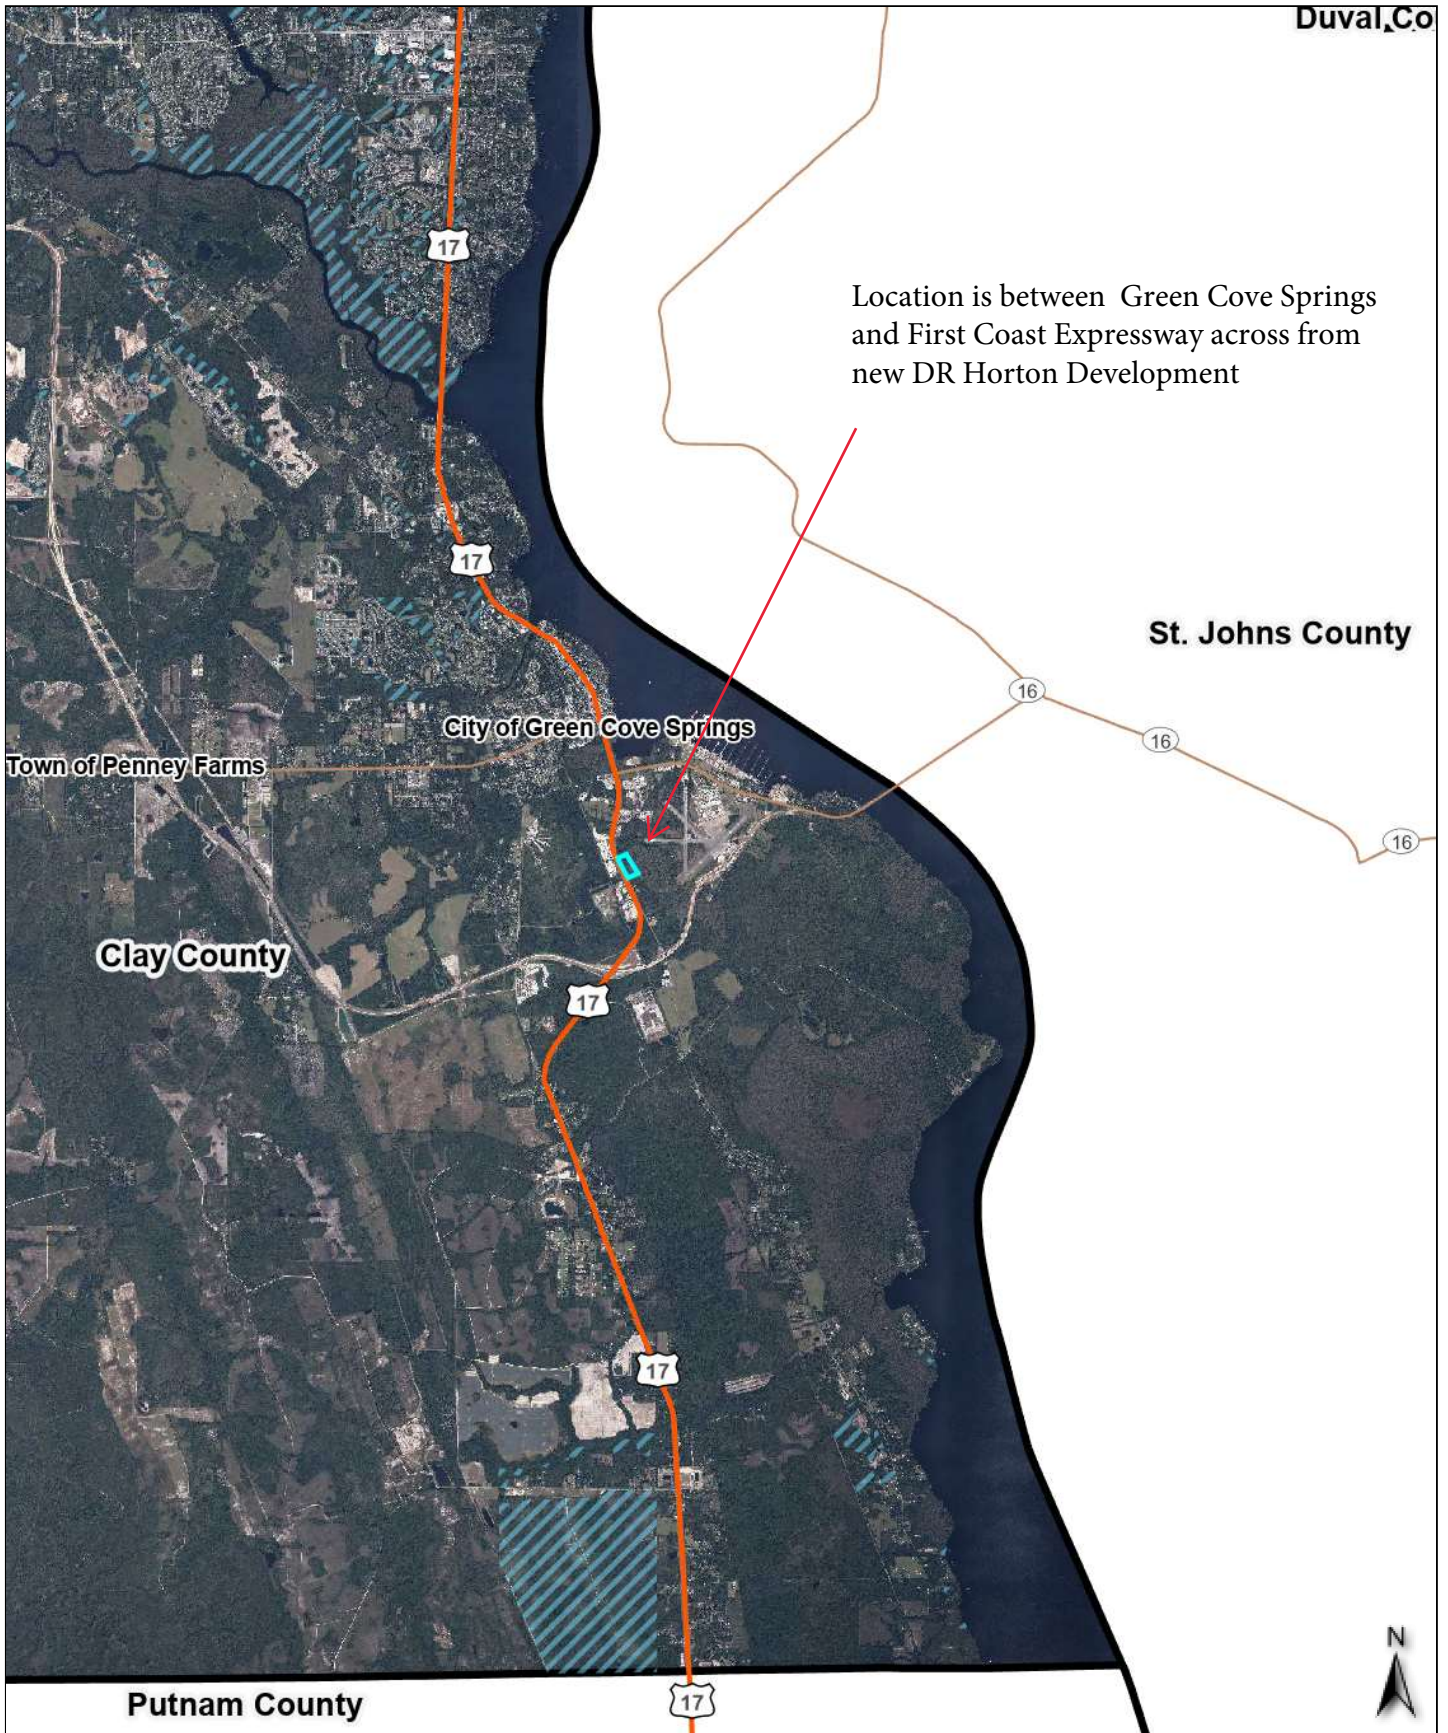 Duval Co
17
Location is between Green Cove Springs
and First Coast Expressway across from
new DR Horton Development
17
St. Johns County
16
City of Green Cove Springs
16
Town of Penney Farms
16
Clay County
17
17
N
Putnam County
17